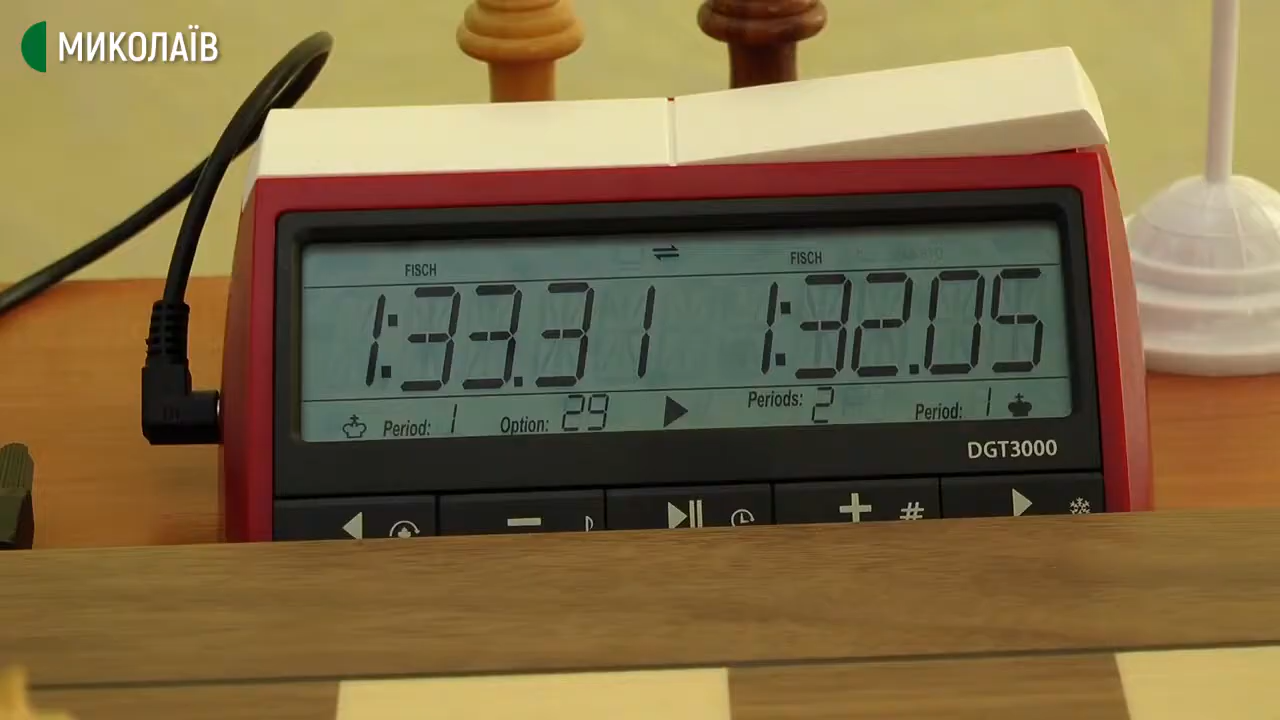 МИКОЛАЇВ
FISCH FISCH
1:33.31 1:32.05
Period: 1 Option: 29 Periods: 2 Period: 1
DGT3000